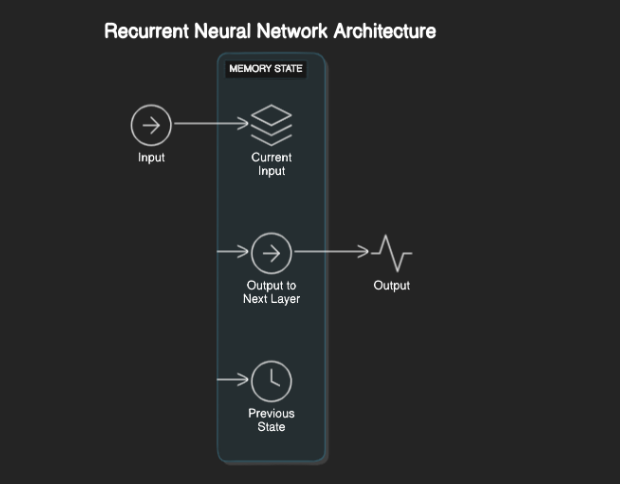 Recurrent Neural Network Architecture
MEMORY STATE
Input
Current
Input
Output to
Next Layer
Output
Previous
State